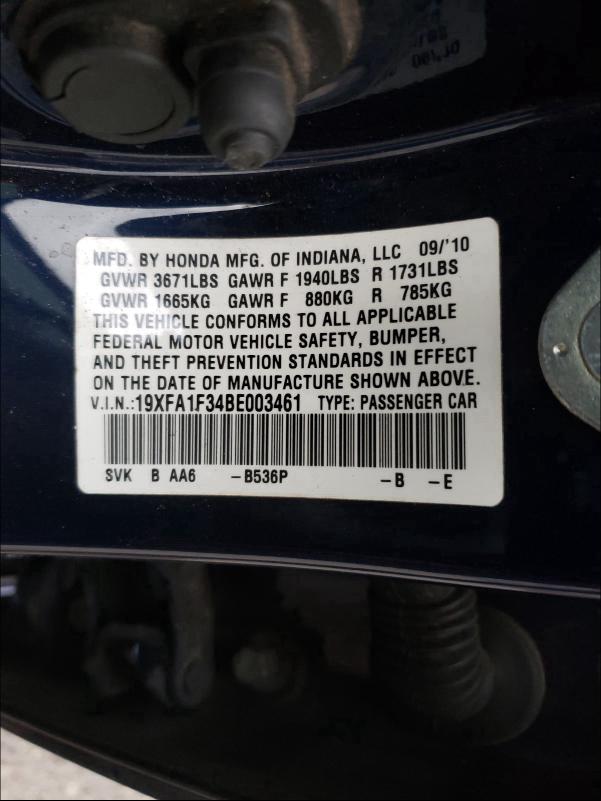 MFD. BY HONDA MFG. OF INDIANA, LLC 09/'10
GVWR 3671LBS GAWR F 1940LBS R 1731LBS
GVWR 1665KG GAWR F 880KG R 785KG
THIS VEHICLE CONFORMS TO ALL APPLICABLE
FEDERAL MOTOR VEHICLE SAFETY, BUMPER,
AND THEFT PREVENTION STANDARDS IN EFFECT
ON THE DATE OF MANUFACTURE SHOWN ABOVE.
V.I.N.:19XFA1F34BE003461 TYPE: PASSENGER CAR
SVK B AA6 -B536P -B -E